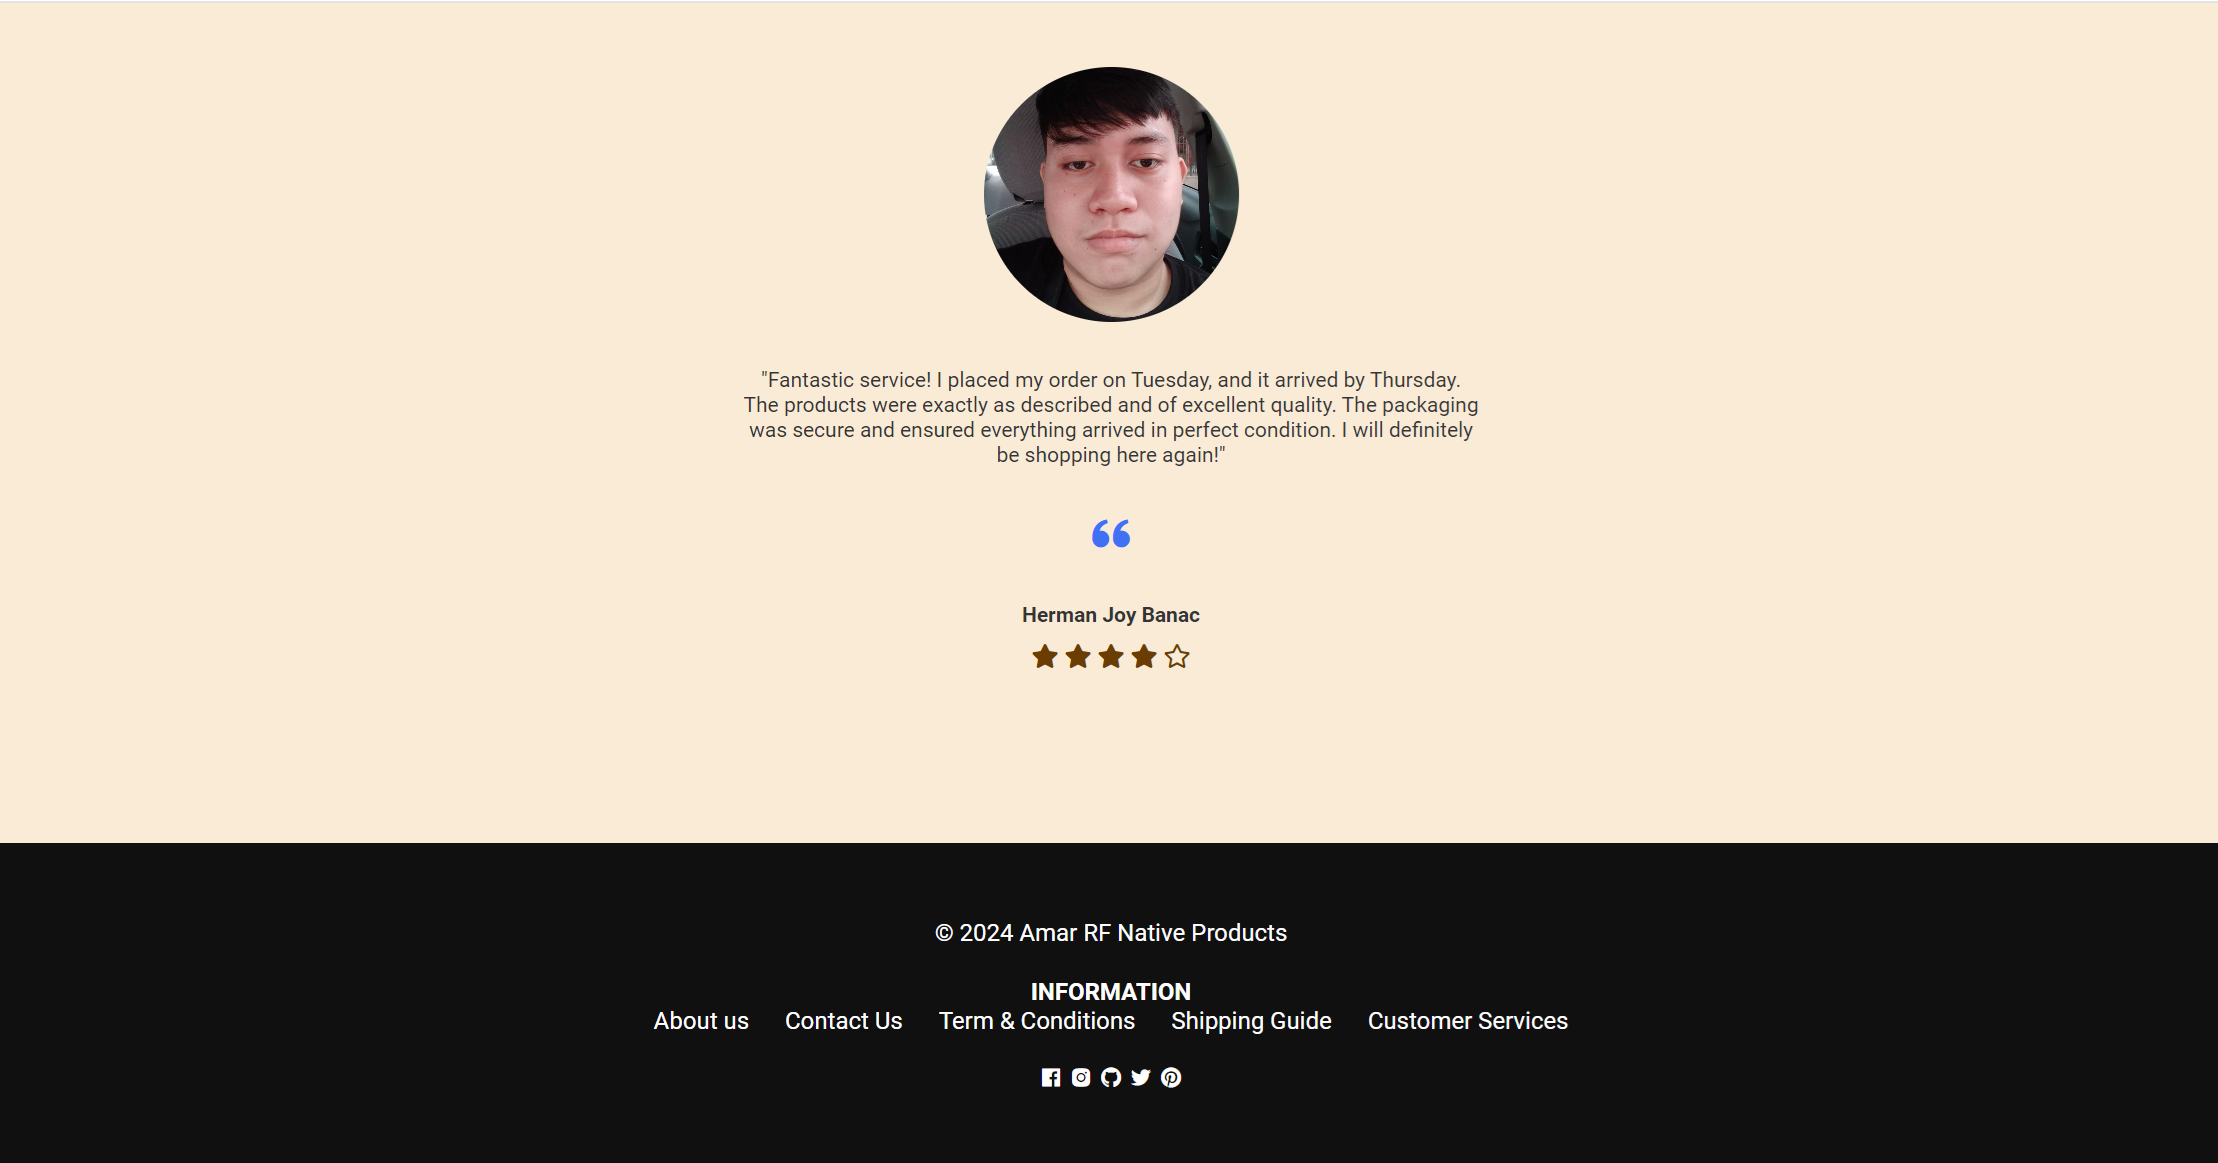 "Fantastic service! I placed my order on Tuesday, and it arrived by Thursday.
The products were exactly as described and of excellent quality. The packaging
was secure and ensured everything arrived in perfect condition. I will definitely
be shopping here again!"
“
Herman Joy Banac
© 2024 Amar RF Native Products
INFORMATION
About us Contact Us Term & Conditions Shipping Guide Customer Services